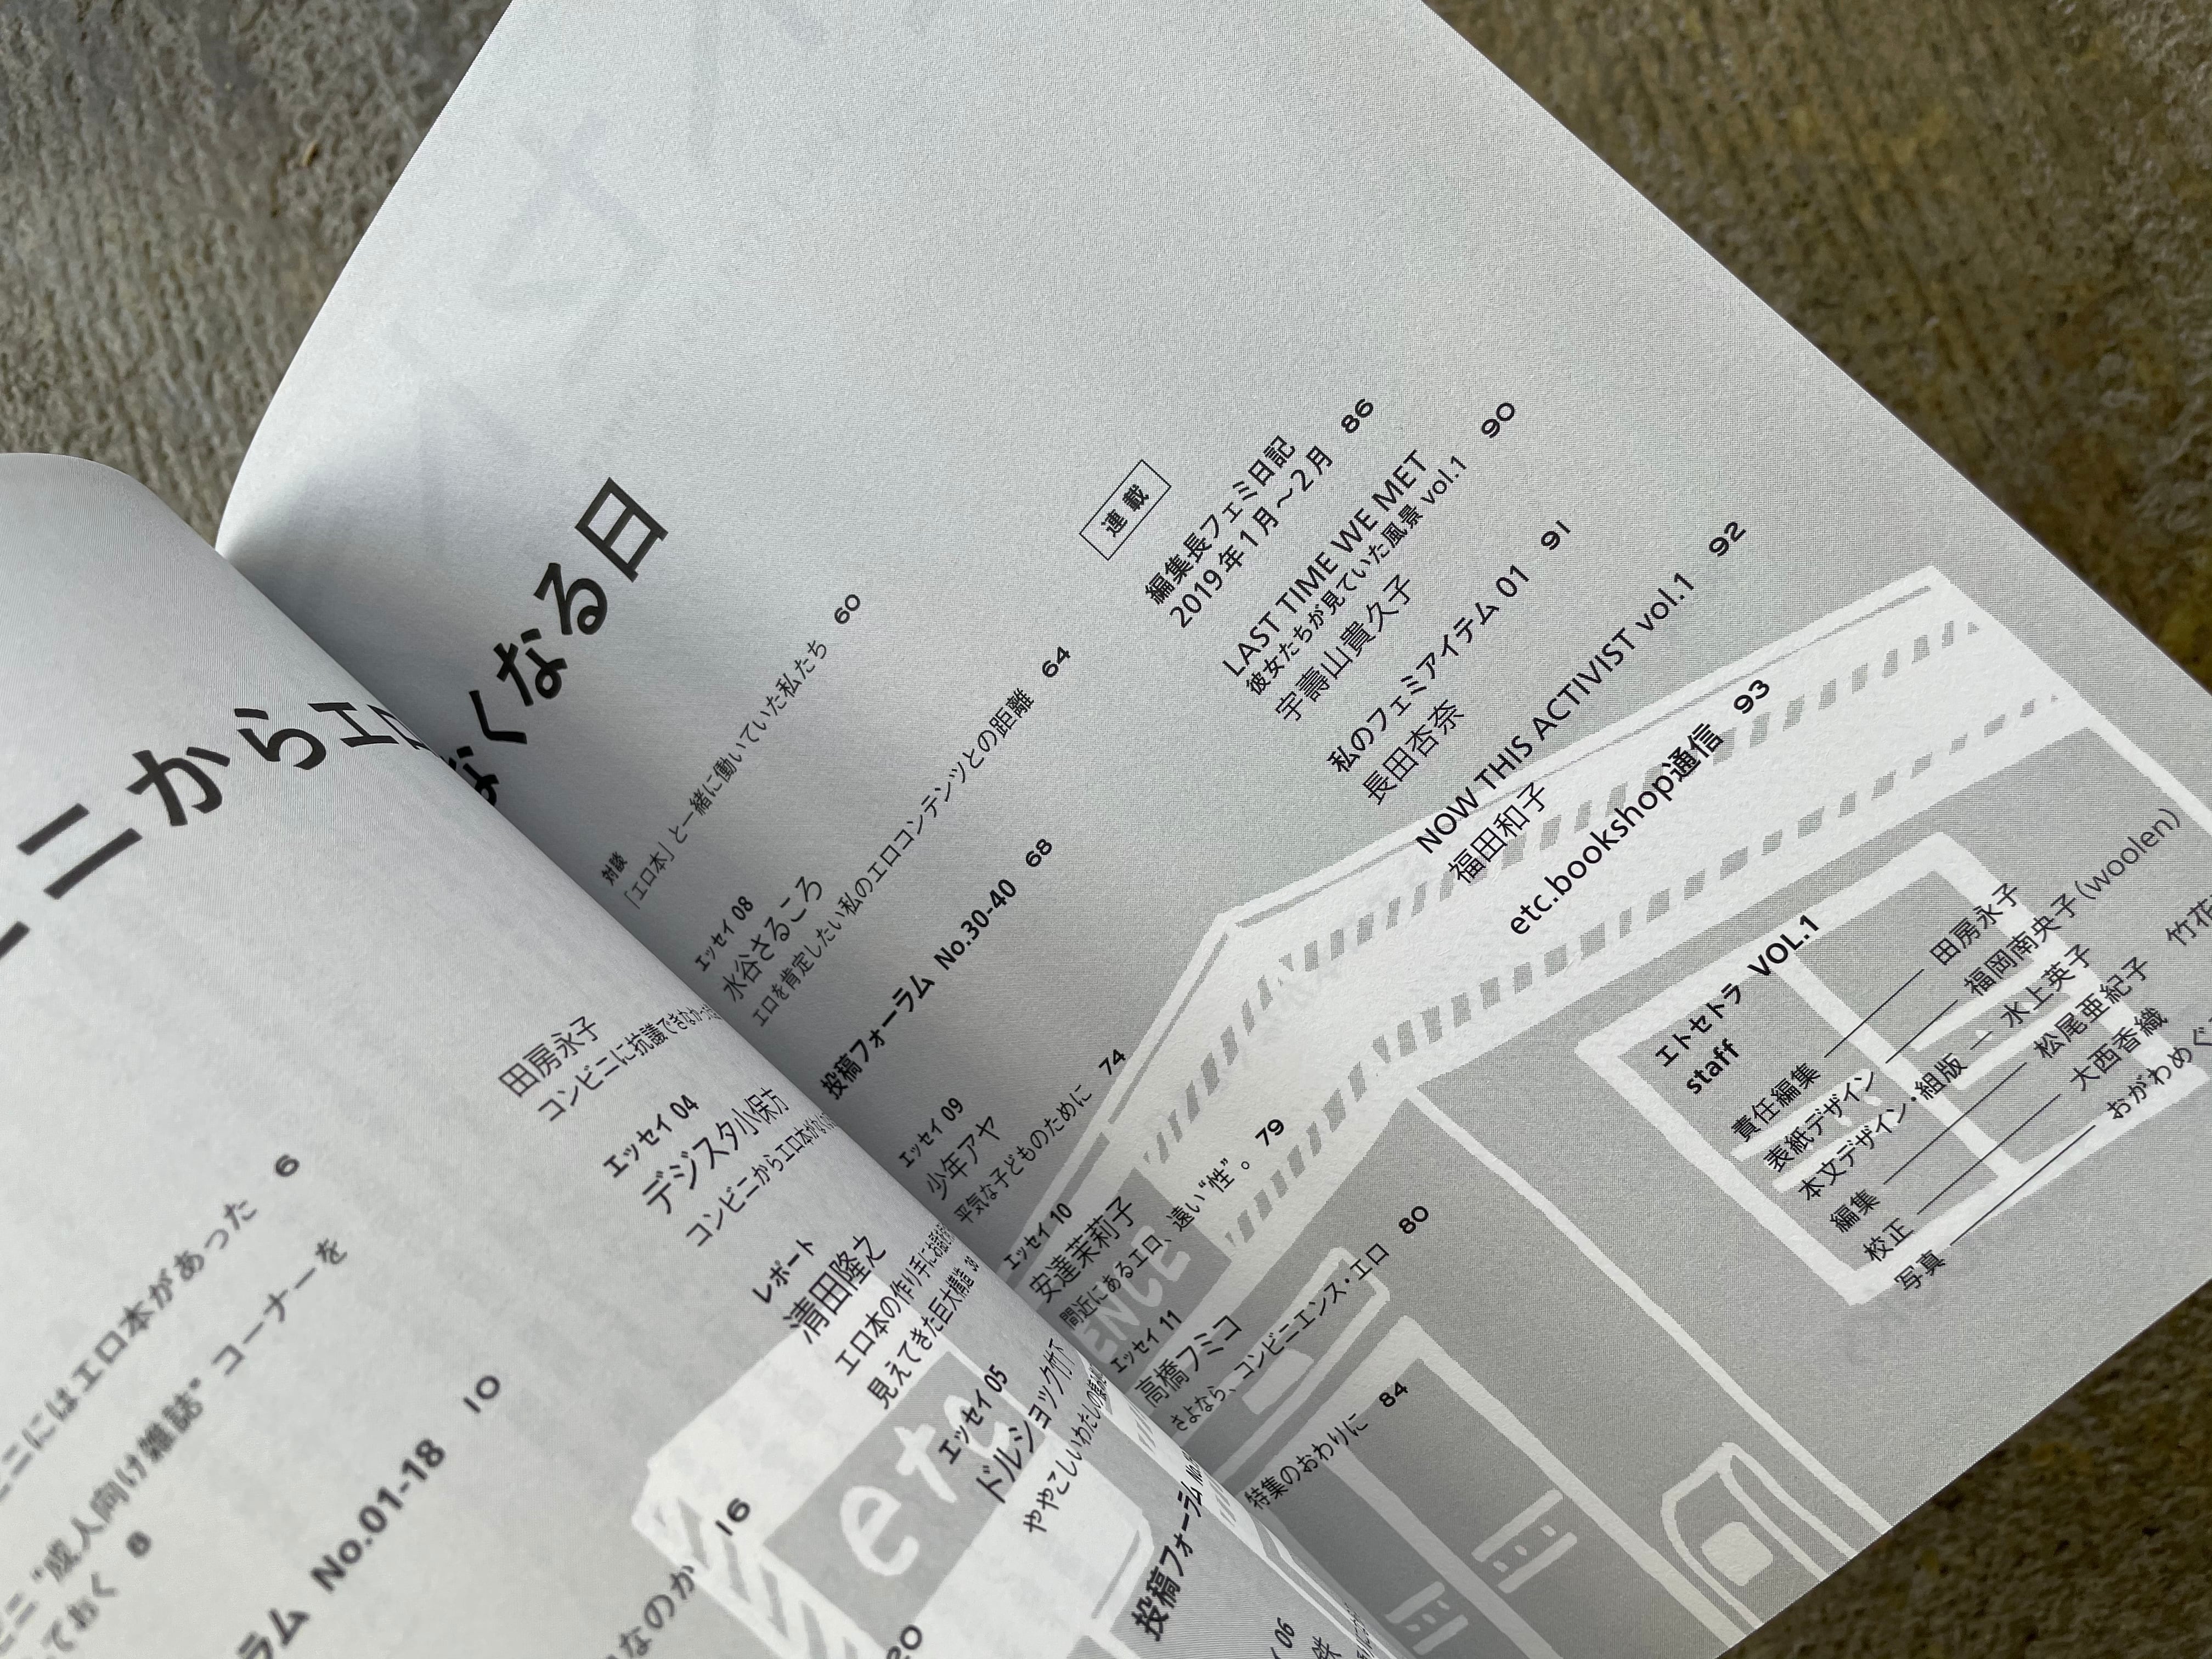 ニからエロ
なくなる日
ニにはエロ本があった 6
ニ “成人向け雑誌” コーナーを
ておく 8
ラム No.01-18 10
なのか 16
20
田房永子
コンビニに抗議できなかった
エッセイ 04
デジスタ小保方
コンビニからエロ本がなく
レポート
清田隆之
エロ本の作り手にお話を
見えてきた巨大構造 38
エッセイ 05
ドルショック竹下
ややこしいわたしの
投稿フォーラム No.
06
etc
対談
「エロ本」と一緒に働いていた私たち 60
エッセイ 08
水谷さるころ
エロを肯定したい私のエロコンテンツとの距離 64
投稿フォーラム No.30-40 68
エッセイ 09
少年アヤ
平気な子どものために 74
エッセイ 10
安達茉莉子
間近にあるエロ、遠い“性”。 79
エッセイ 11
高橋フミコ
さよなら、コンビニエンス・エロ 80
特集のおわりに 84
ENCE
連載
編集長フェミ日記
2019年1月〜2月 86
LAST TIME WE MET
彼女たちが見ていた風景 vol.1 90
宇壽山貴久子
私のフェミアイテム 01 91
長田杏奈
NOW THIS ACTIVIST vol.1 92
福田和子
etc.bookshop通信 93
エトセトラ VOL.1
staff
責任編集 田房永子
表紙デザイン 福岡南央子(woolen)
本文デザイン・組版 水上英子
編集 松尾亜紀子 竹花
校正 大西香織
写真 おがわめぐ